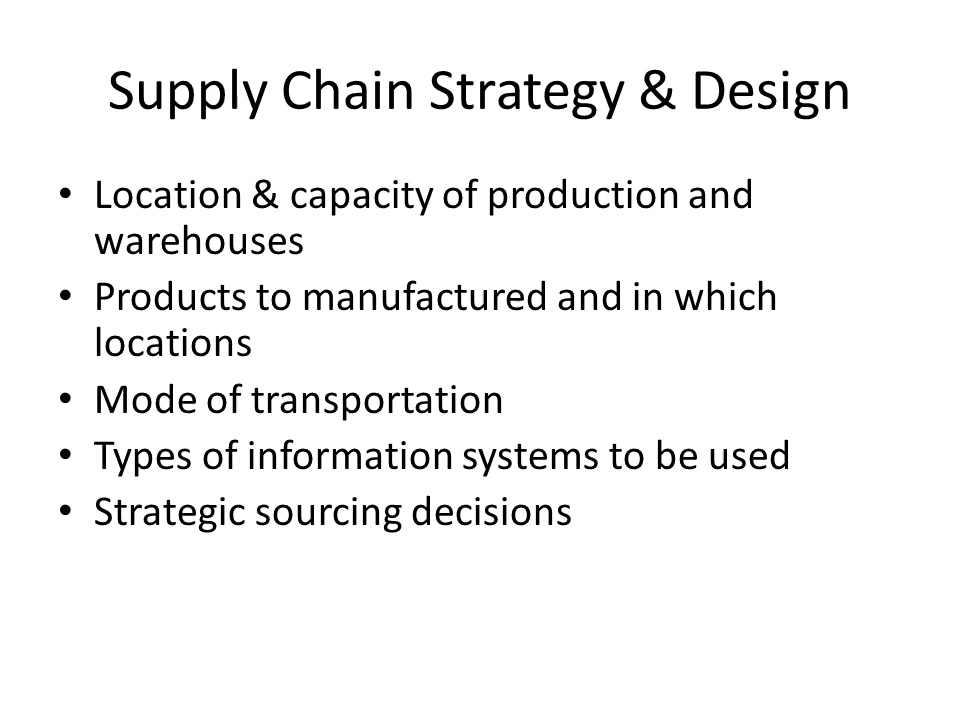 Supply Chain Strategy & Design
• Location & capacity of production and
warehouses
• Products to manufactured and in which
locations
• Mode of transportation
• Types of information systems to be used
• Strategic sourcing decisions